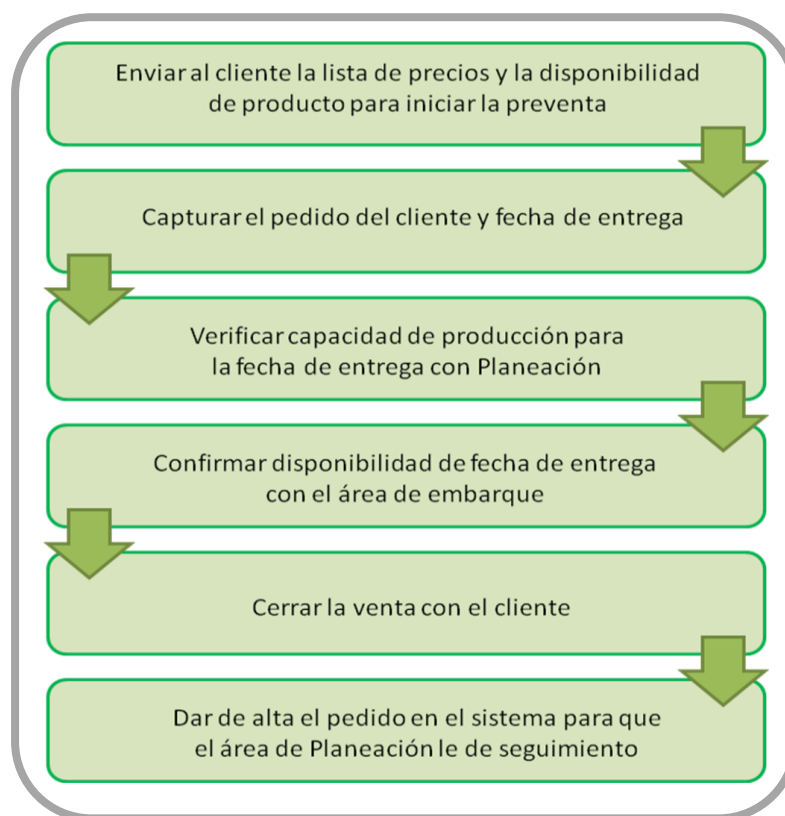 Enviar al cliente la lista de precios y la disponibilidad
de producto para iniciar la preventa
Capturar el pedido del cliente y fecha de entrega
Verificar capacidad de producción para
la fecha de entrega con Planeación
Confirmar disponibilidad de fecha de entrega
con el área de embarque
Cerrar la venta con el cliente
Dar de alta el pedido en el sistema para que
el área de Planeación le de seguimiento